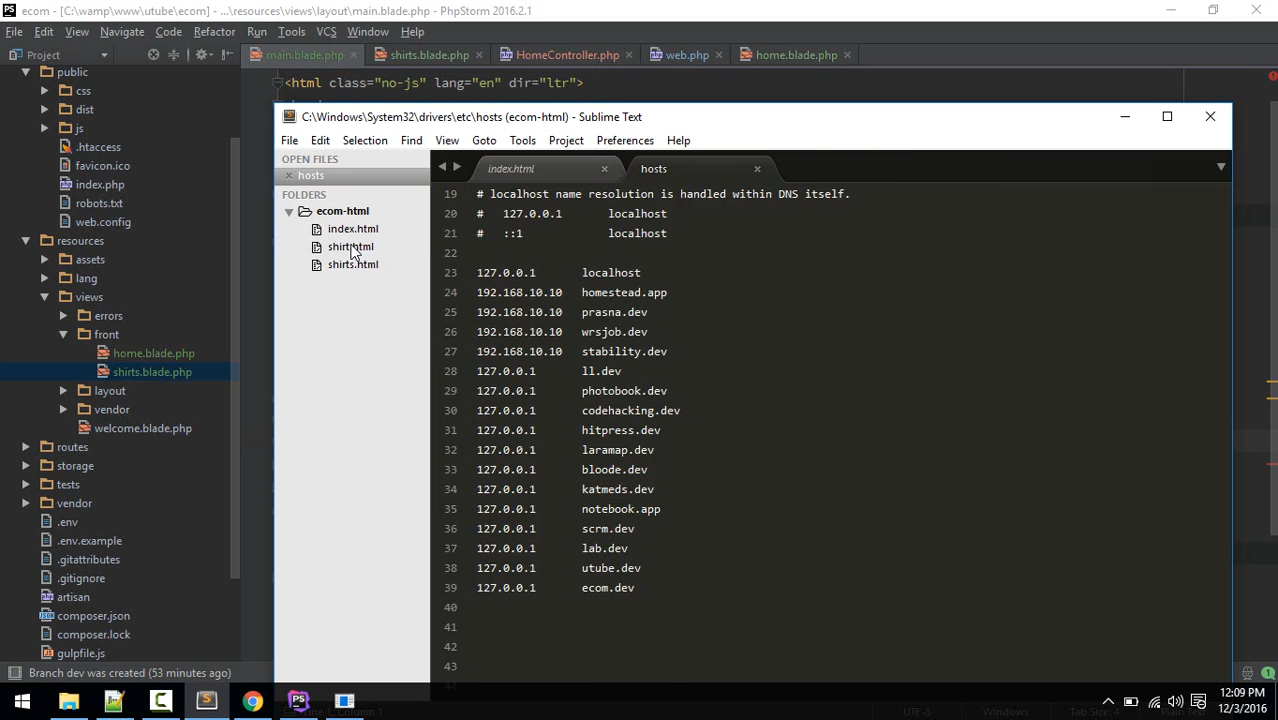 ecom - [C:\wamp\www\utube\ecom] - ...\resources\views\layout\main.blade.php - PhpStorm 2016.2.1
File Edit View Navigate Code Refactor Run Tools VCS Window Help
Project
main.blade.php shirts.blade.php HomeController.php web.php home.blade.php
public
css
dist
js
.htaccess
favicon.ico
index.php
robots.txt
web.config
resources
assets
lang
views
errors
front
home.blade.php
shirts.blade.php
layout
vendor
welcome.blade.php
routes
storage
tests
vendor
.env
.env.example
.gitattributes
.gitignore
artisan
composer.json
composer.lock
gulpfile.js
<html class="no-js" lang="en" dir="ltr">
C:\Windows\System32\drivers\etc\hosts (ecom-html) - Sublime Text
File Edit Selection Find View Goto Tools Project Preferences Help
OPEN FILES
hosts
FOLDERS
ecom-html
index.html
shirt.html
shirts.html
index.html hosts
19 # localhost name resolution is handled within DNS itself.
20 # 127.0.0.1 localhost
21 # ::1 localhost
22
23 127.0.0.1 localhost
24 192.168.10.10 homestead.app
25 192.168.10.10 prasna.dev
26 192.168.10.10 wrsjob.dev
27 192.168.10.10 stability.dev
28 127.0.0.1 ll.dev
29 127.0.0.1 photobook.dev
30 127.0.0.1 codehacking.dev
31 127.0.0.1 hitpress.dev
32 127.0.0.1 laramap.dev
33 127.0.0.1 bloode.dev
34 127.0.0.1 katmeds.dev
35 127.0.0.1 notebook.app
36 127.0.0.1 scrm.dev
37 127.0.0.1 lab.dev
38 127.0.0.1 utube.dev
39 127.0.0.1 ecom.dev
40
41
42
43
Branch dev was created (53 minutes ago)
12:09 PM
12/3/2016